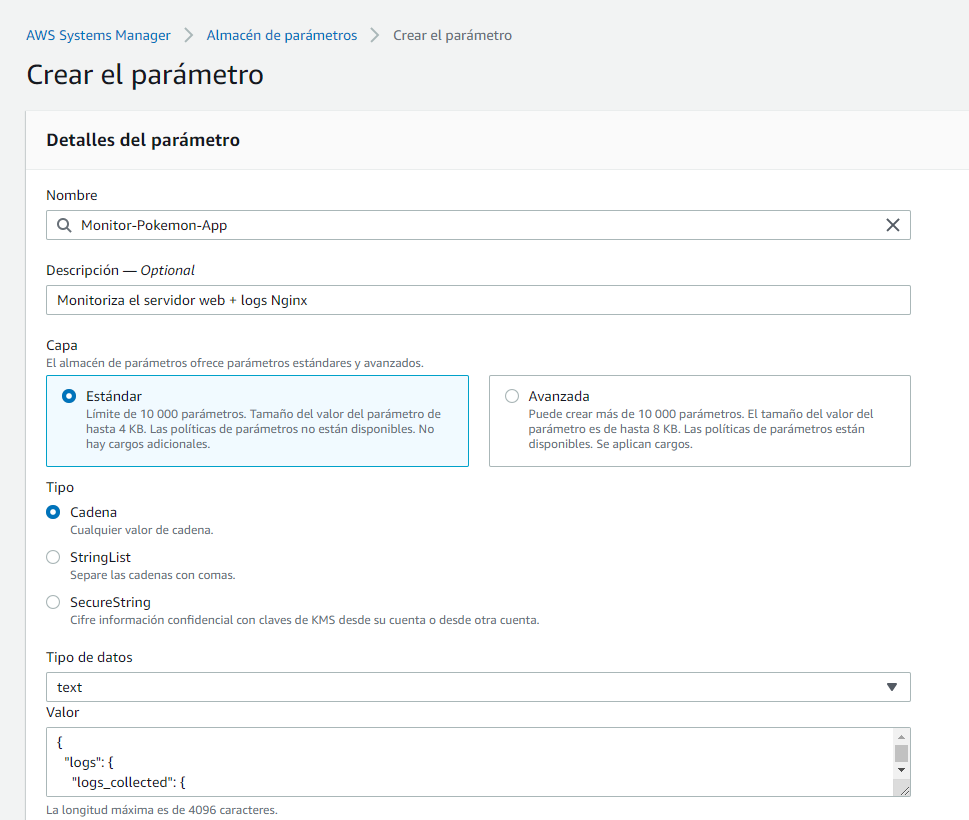 AWS Systems Manager > Almacén de parámetros > Crear el parámetro
Crear el parámetro
Detalles del parámetro
Nombre
Monitor-Pokemon-App
Descripción — Optional
Monitoriza el servidor web + logs Nginx
Capa
El almacén de parámetros ofrece parámetros estándares y avanzados.
Estándar
Límite de 10 000 parámetros. Tamaño del valor del parámetro de
hasta 4 KB. Las políticas de parámetros no están disponibles. No
hay cargos adicionales.
Avanzada
Puede crear más de 10 000 parámetros. El tamaño del valor del
parámetro es de hasta 8 KB. Las políticas de parámetros están
disponibles. Se aplican cargos.
Tipo
Cadena
Cualquier valor de cadena.
StringList
Separe las cadenas con comas.
SecureString
Cifre información confidencial con claves de KMS desde su cuenta o desde otra cuenta.
Tipo de datos
text
Valor
{
"logs": {
"logs_collected": {
La longitud máxima es de 4096 caracteres.